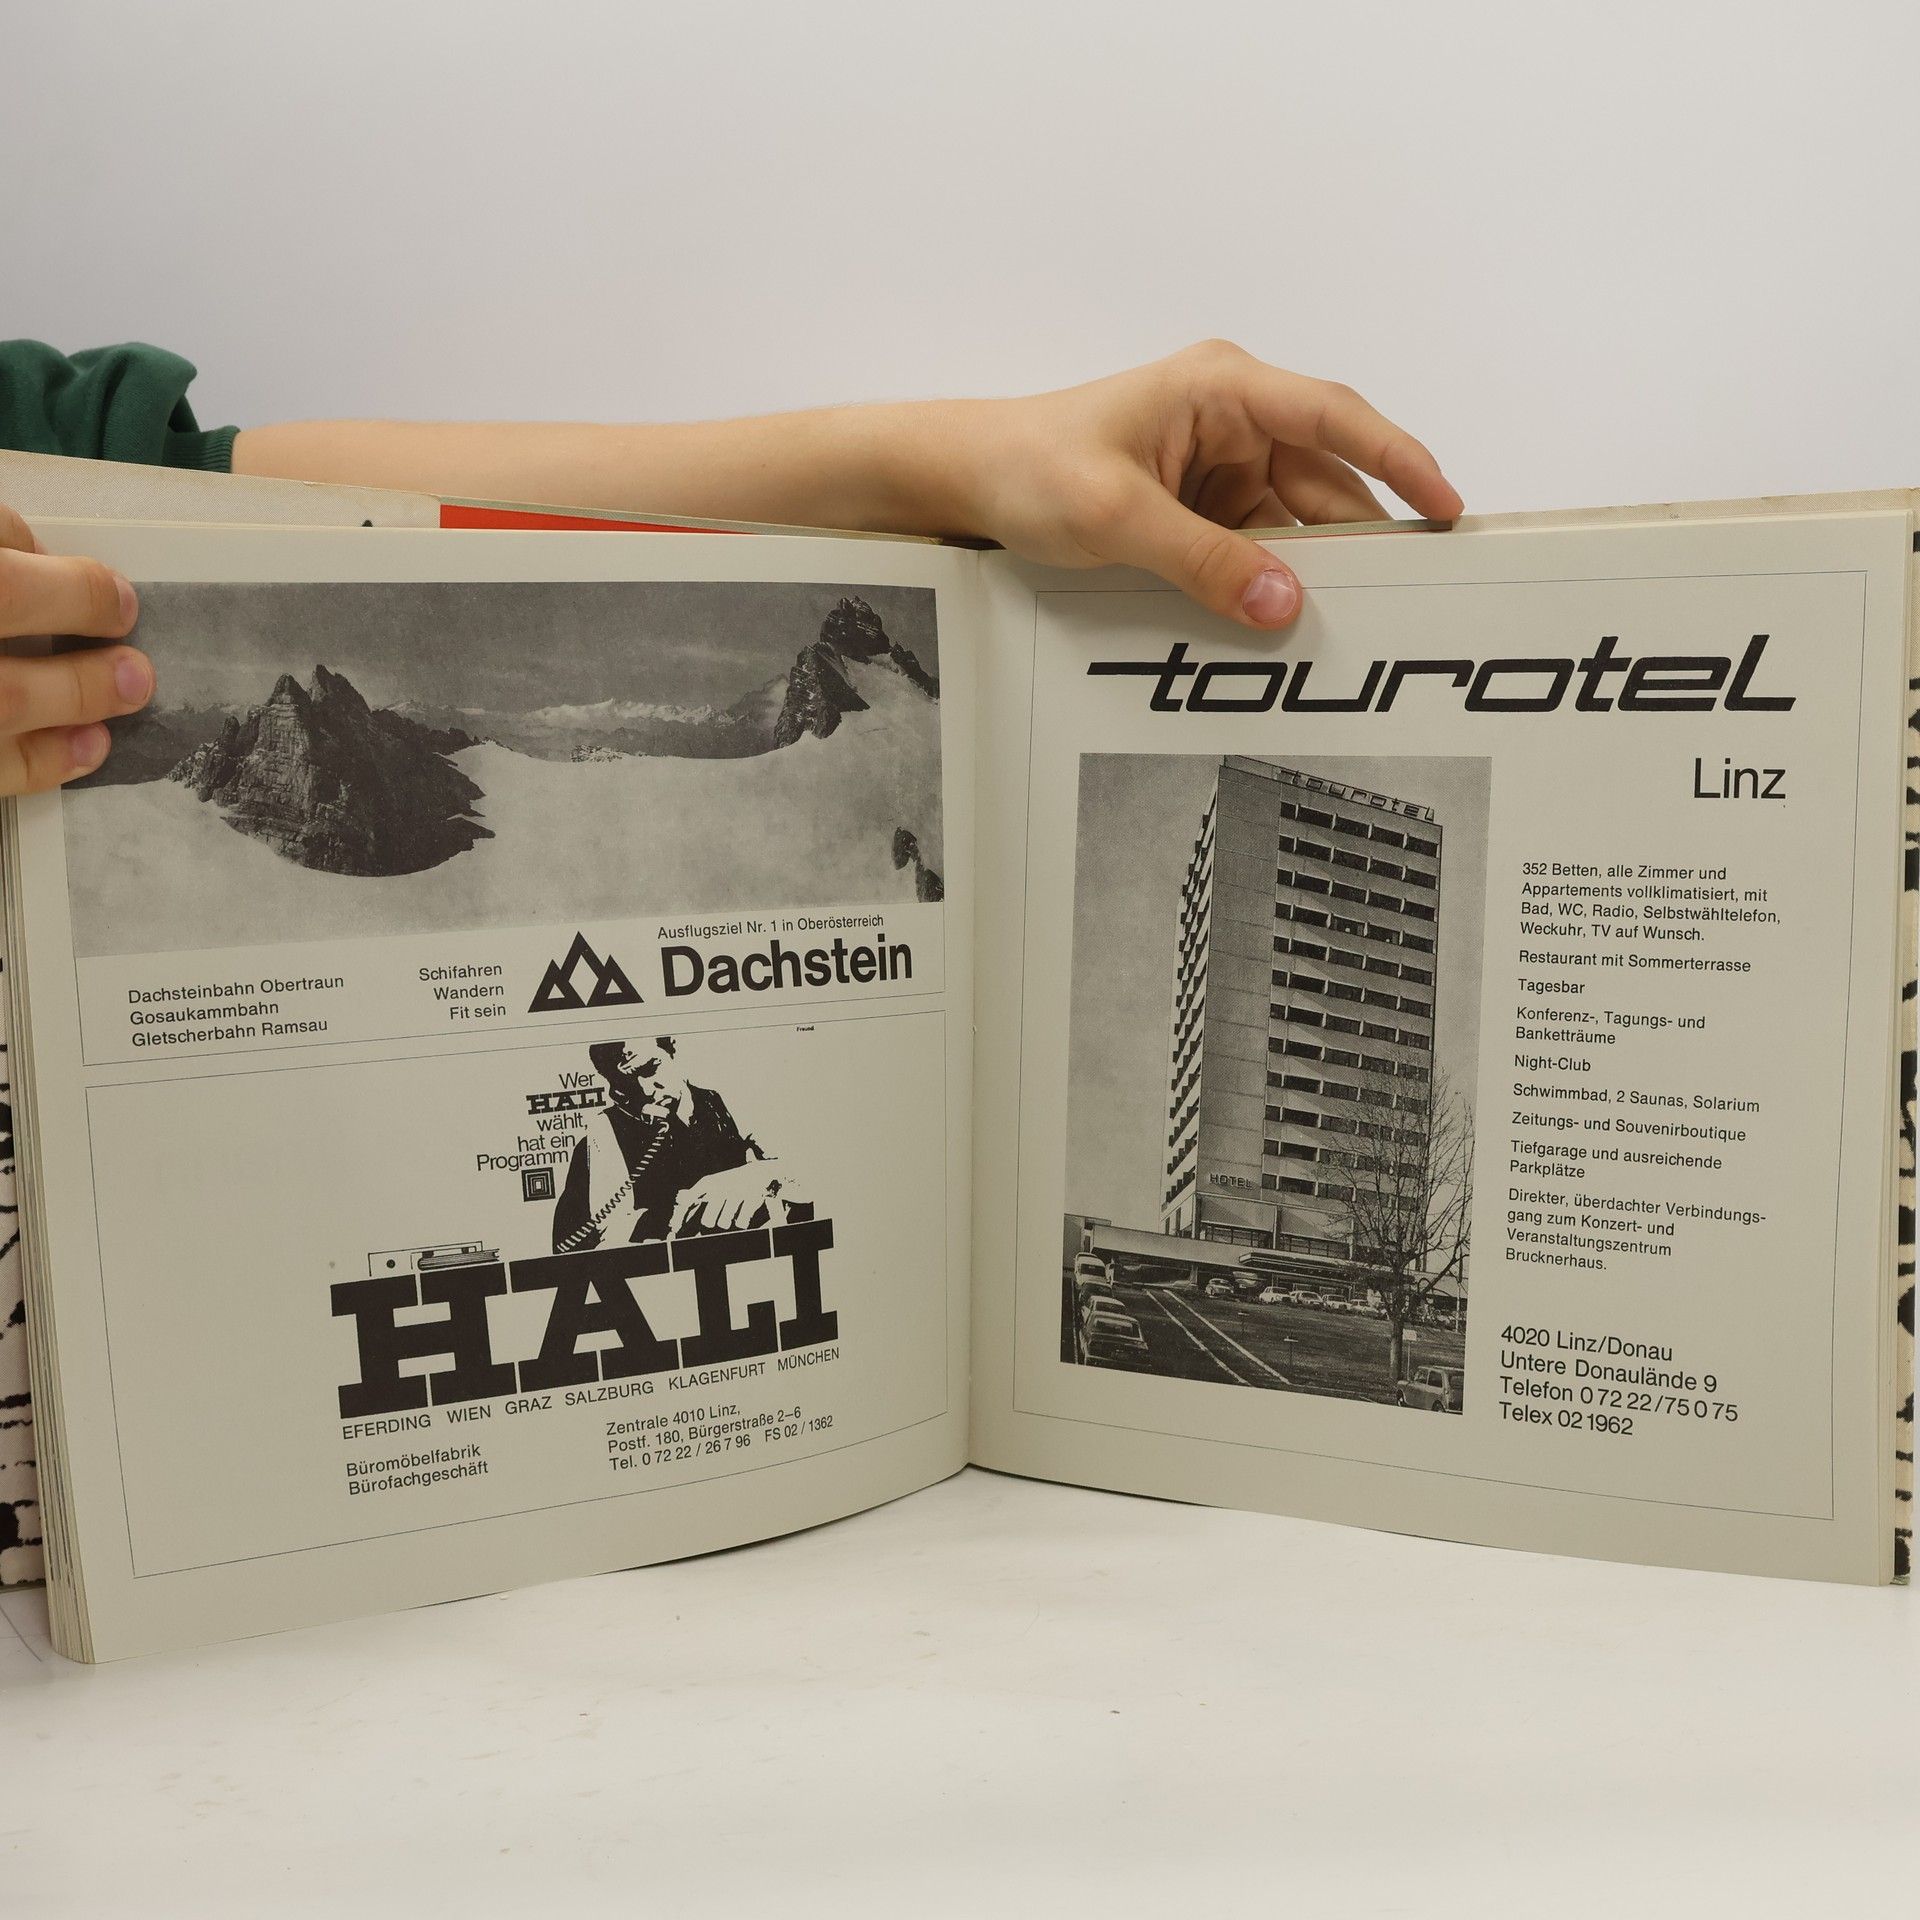 Ausflugsziel Nr. 1 in Oberösterreich
Dachstein
Schifahren
Wandern
Fit sein
Dachsteinbahn Obertraun
Gosaukammbahn
Gletscherbahn Ramsau
Freund
Wer
HALI
wählt,
hat ein
Programm
HALI
EFERDING WIEN GRAZ SALZBURG KLAGENFURT MÜNCHEN
Büromöbelfabrik
Bürofachgeschäft
Zentrale 4010 Linz,
Postf. 180, Bürgerstraße 2–6
Tel. 0 72 22 / 26 7 96 FS 02 / 1362
tourotel
Linz
tourotel
HOTEL
352 Betten, alle Zimmer und
Appartements vollklimatisiert, mit
Bad, WC, Radio, Selbstwähltelefon,
Weckuhr, TV auf Wunsch.
Restaurant mit Sommerterrasse
Tagesbar
Konferenz-, Tagungs- und
Banketträume
Night-Club
Schwimmbad, 2 Saunas, Solarium
Zeitungs- und Souvenirboutique
Tiefgarage und ausreichende
Parkplätze
Direkter, überdachter Verbindungs-
gang zum Konzert- und
Veranstaltungszentrum
Brucknerhaus.
4020 Linz/Donau
Untere Donaulände 9
Telefon 0 72 22/75 0 75
Telex 02 1962